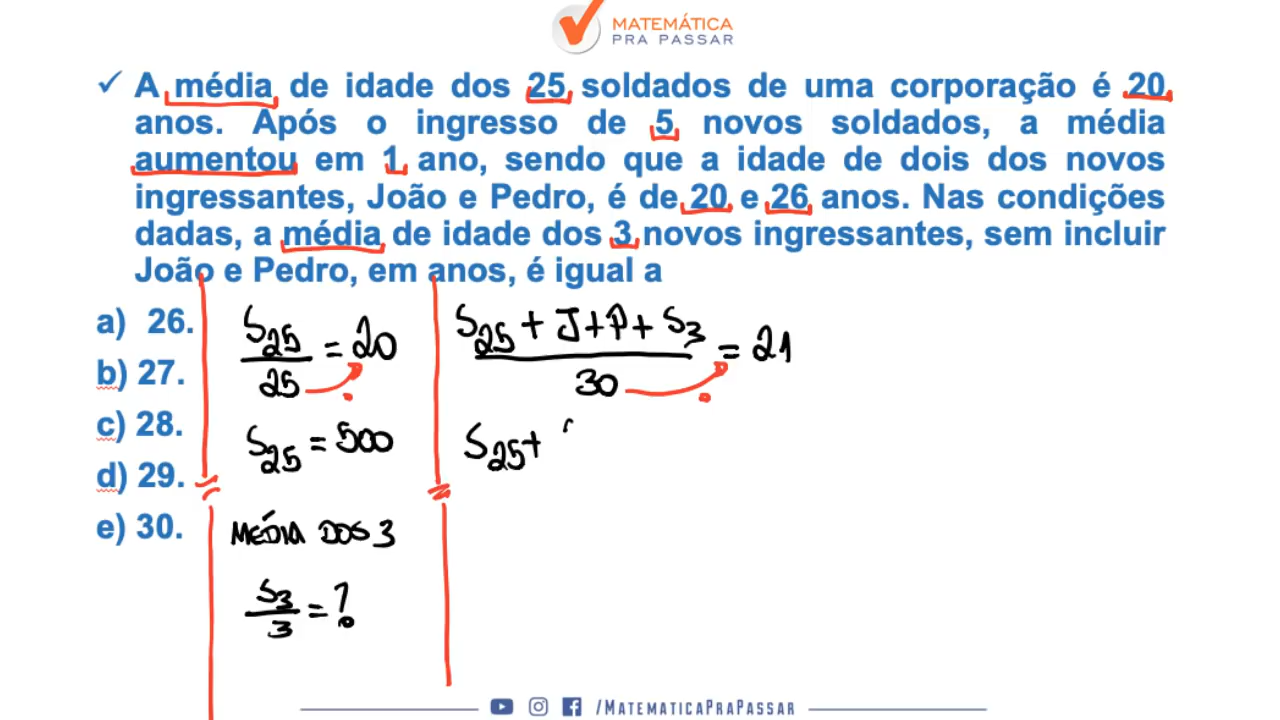 MATEMÁTICA
PRA PASSAR
✓ A média de idade dos 25 soldados de uma corporação é 20
anos. Após o ingresso de 5 novos soldados, a média
aumentou em 1 ano, sendo que a idade de dois dos novos
ingressantes, João e Pedro, é de 20 e 26 anos. Nas condições
dadas, a média de idade dos 3 novos ingressantes, sem incluir
João e Pedro, em anos, é igual a
a) 26.
b) 27.
c) 28.
d) 29.
e) 30.
S25/25 = 20
S25 = 500
MÉDIA DOS 3
S3/3 = ?
S25 + J + P + S3/30 = 21
S25 +
/MatematicaPraPassar